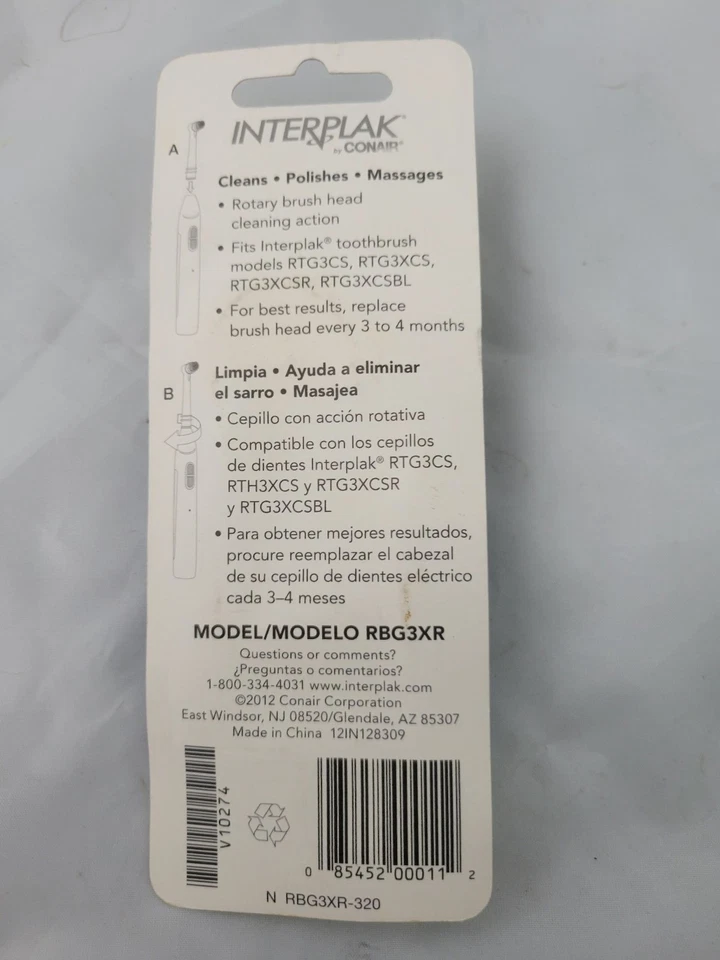 INTERPLAK®
by CONAIR®
A
Cleans • Polishes • Massages
• Rotary brush head
cleaning action
• Fits Interplak® toothbrush
models RTG3CS, RTG3XCS,
RTG3XCSR, RTG3XCSBL
• For best results, replace
brush head every 3 to 4 months
B
Limpia • Ayuda a eliminar
el sarro • Masajea
• Cepillo con acción rotativa
• Compatible con los cepillos
de dientes Interplak® RTG3CS,
RTH3XCS y RTG3XCSR
y RTG3XCSBL
• Para obtener mejores resultados,
procure reemplazar el cabezal
de su cepillo de dientes eléctrico
cada 3–4 meses
MODEL/MODELO RBG3XR
Questions or comments?
¿Preguntas o comentarios?
1-800-334-4031 www.interplak.com
©2012 Conair Corporation
East Windsor, NJ 08520/Glendale, AZ 85307
Made in China 12IN128309
V10274
0 85452 00011 2
N RBG3XR-320